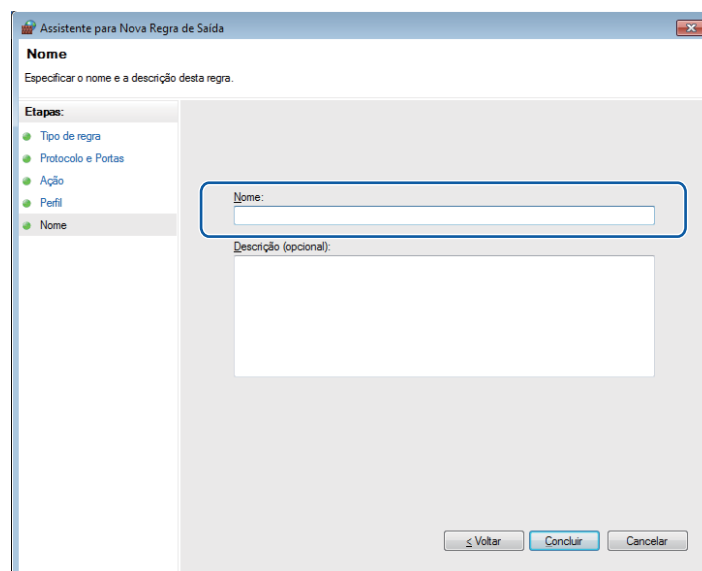 Assistente para Nova Regra de Saída
Nome
Especificar o nome e a descrição desta regra.
Etapas:
Tipo de regra
Protocolo e Portas
Ação
Perfil
Nome
Nome:
Descrição (opcional):
< Voltar
Concluir
Cancelar